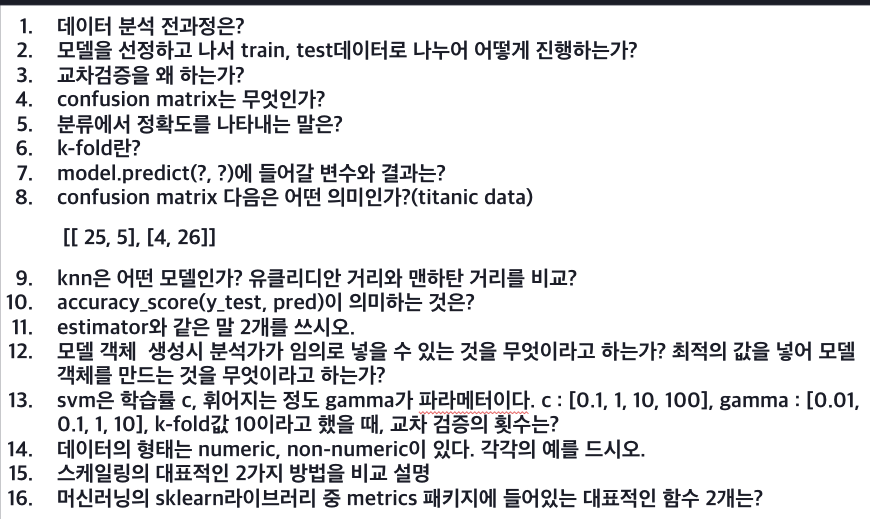 1. 데이터 분석 전과정은?
2. 모델을 선정하고 나서 train, test데이터로 나누어 어떻게 진행하는가?
3. 교차검증을 왜 하는가?
4. confusion matrix는 무엇인가?
5. 분류에서 정확도를 나타내는 말은?
6. k-fold란?
7. model.predict(?, ?)에 들어갈 변수와 결과는?
8. confusion matrix 다음은 어떤 의미인가?(titanic data)
[[ 25, 5], [4, 26]]
9. knn은 어떤 모델인가? 유클리디안 거리와 맨하탄 거리를 비교?
10. accuracy_score(y_test, pred)이 의미하는 것은?
11. estimator와 같은 말 2개를 쓰시오.
12. 모델 객체 생성시 분석가가 임의로 넣을 수 있는 것을 무엇이라고 하는가? 최적의 값을 넣어 모델
객체를 만드는 것을 무엇이라고 하는가?
13. svm은 학습률 c, 휘어지는 정도 gamma가 파라메터이다. c : [0.1, 1, 10, 100], gamma : [0.01,
0.1, 1, 10], k-fold값 10이라고 했을 때, 교차 검증의 횟수는?
14. 데이터의 형태는 numeric, non-numeric이 있다. 각각의 예를 드시오.
15. 스케일링의 대표적인 2가지 방법을 비교 설명
16. 머신러닝의 sklearn라이브러리 중 metrics 패키지에 들어있는 대표적인 함수 2개는?